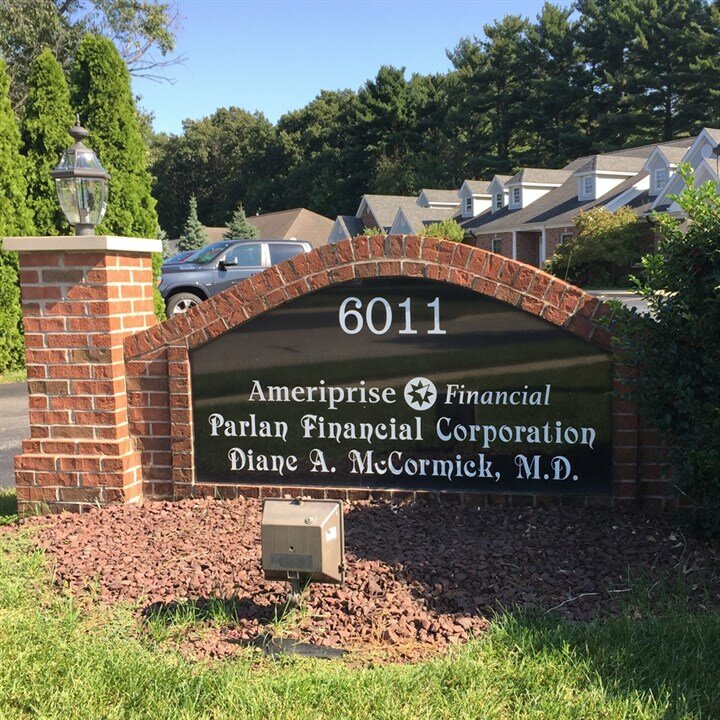 6011
Ameriprise Financial
Parlan Financial Corporation
Diane A. McCormick, M.D.